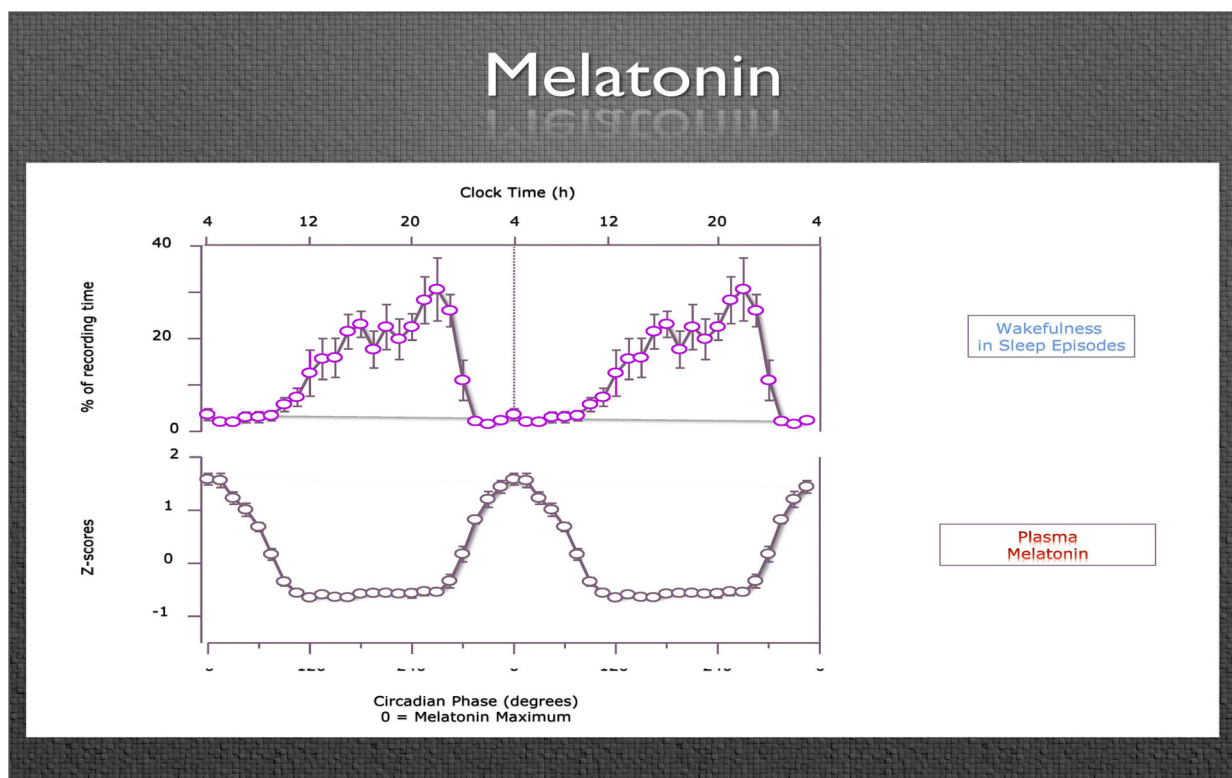 Melatonin
Clock Time (h)
4 12 20 4 12 20 4
40
20
0
% of recording time
Wakefulness
in Sleep Episodes
2
1
0
-1
Z-scores
Plasma
Melatonin
Circadian Phase (degrees)
0 = Melatonin Maximum